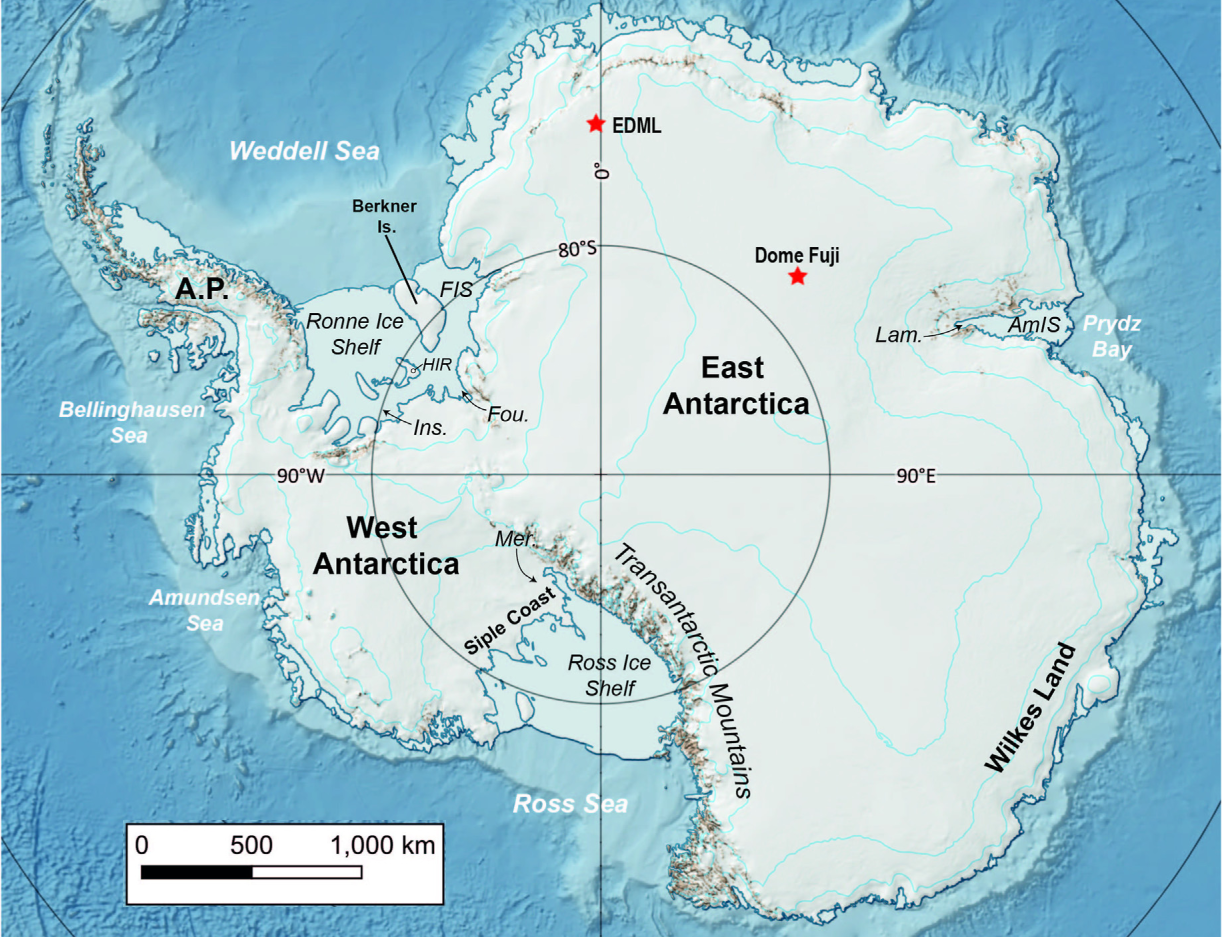 EDML
Weddell Sea
0°
Berkner
Is.
80°S
Dome Fuji
A.P.
FIS
Ronne Ice
Shelf
Lam.
AmIS
Prydz
Bay
HIR
East
Antarctica
Bellinghausen
Sea
Fou.
Ins.
90°W
90°E
West
Antarctica
Mer.
Transantarctic Mountains
Amundsen
Sea
Siple Coast
Ross Ice
Shelf
Wilkes Land
Ross Sea
0 500 1,000 km